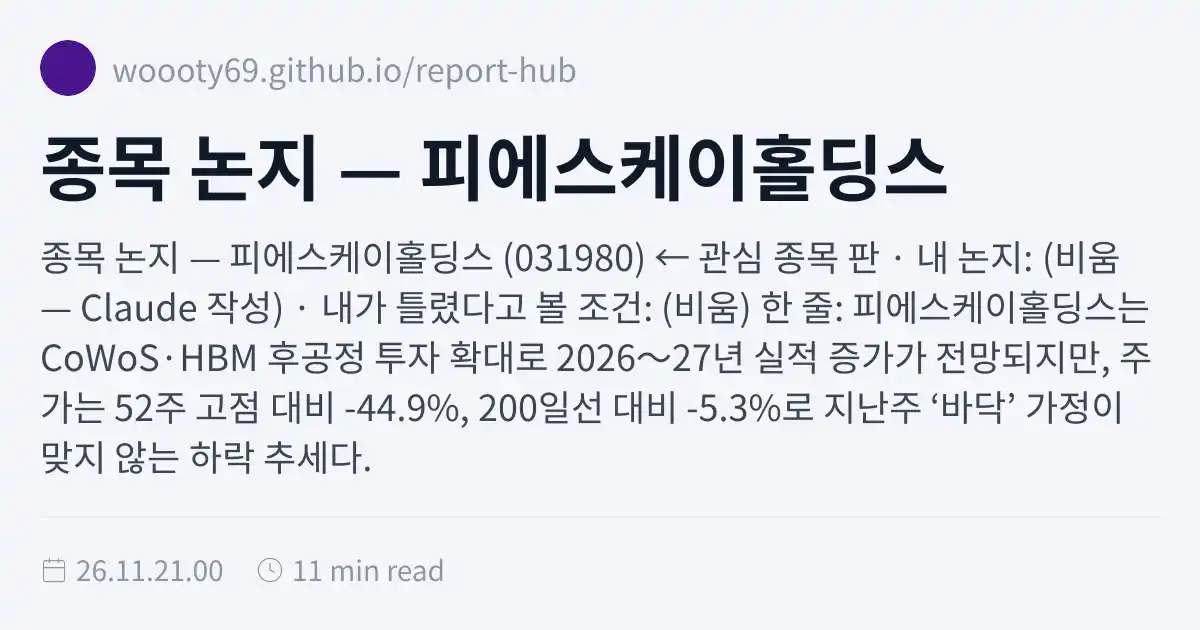 woooty69.github.io/report-hub
종목 논지 — 피에스케이홀딩스
종목 논지 — 피에스케이홀딩스 (031980) ← 관심 종목 판 · 내 논지: (비움
— Claude 작성) · 내가 틀렸다고 볼 조건: (비움) 한 줄: 피에스케이홀딩스는
CoWoS·HBM 후공정 투자 확대로 2026～27년 실적 증가가 전망되지만, 주
가는 52주 고점 대비 -44.9%, 200일선 대비 -5.3%로 지난주 ‘바닥’ 가정이
맞지 않는 하락 추세다.
26.11.21.00
11 min read